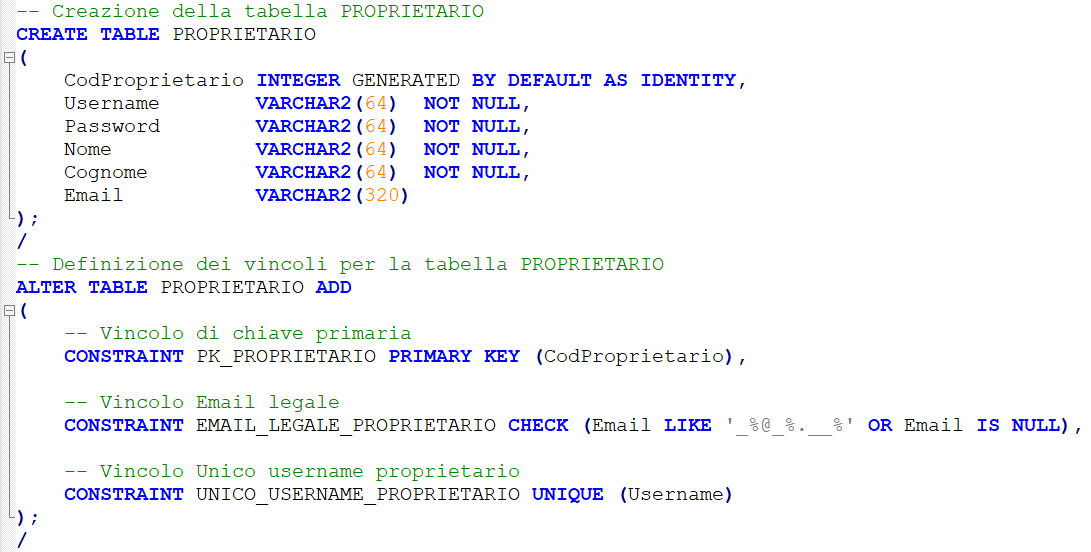 -- Creazione della tabella PROPRIETARIO
CREATE TABLE PROPRIETARIO
(
    CodProprietario INTEGER GENERATED BY DEFAULT AS IDENTITY,
    Username        VARCHAR2(64)  NOT NULL,
    Password        VARCHAR2(64)  NOT NULL,
    Nome            VARCHAR2(64)  NOT NULL,
    Cognome         VARCHAR2(64)  NOT NULL,
    Email           VARCHAR2(320)
);
/
-- Definizione dei vincoli per la tabella PROPRIETARIO
ALTER TABLE PROPRIETARIO ADD
(
    -- Vincolo di chiave primaria
    CONSTRAINT PK_PROPRIETARIO PRIMARY KEY (CodProprietario),

    -- Vincolo Email legale
    CONSTRAINT EMAIL_LEGALE_PROPRIETARIO CHECK (Email LIKE '_%@_%.__%' OR Email IS NULL),

    -- Vincolo Unico username proprietario
    CONSTRAINT UNICO_USERNAME_PROPRIETARIO UNIQUE (Username)
);
/